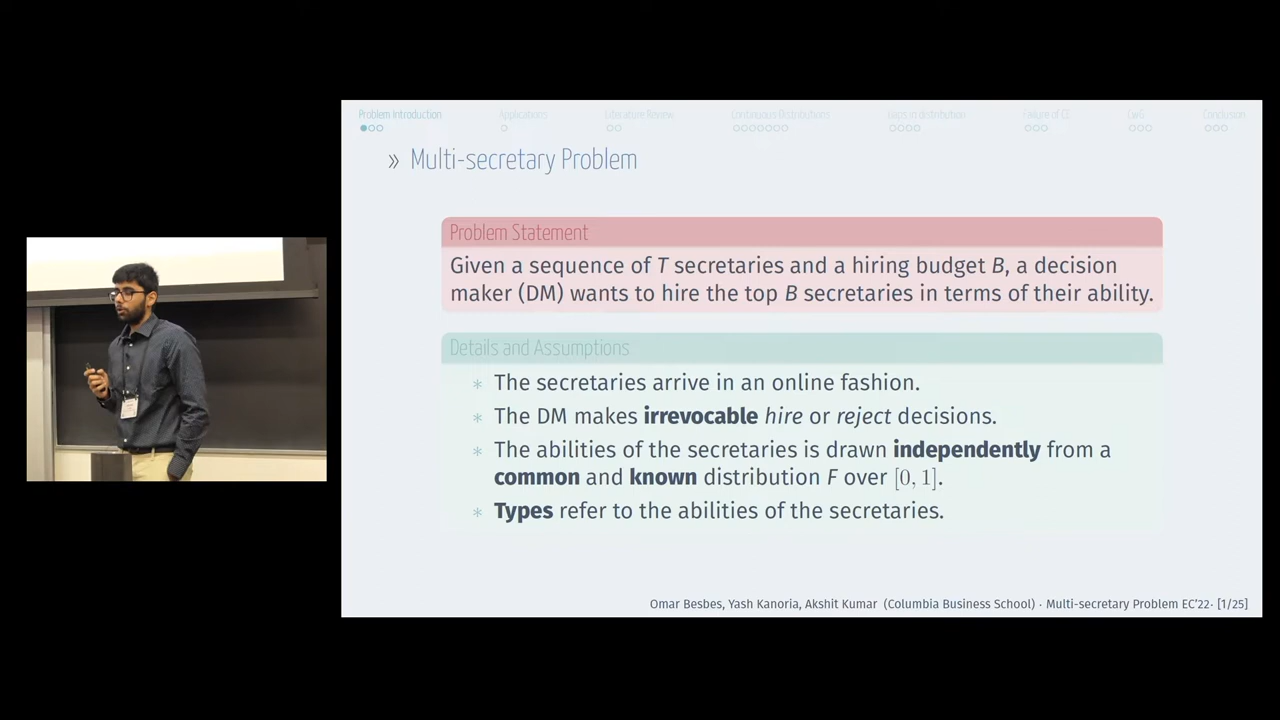 Problem Introduction Applications Literature Review Continuous Distributions Gaps in distribution Failure of CE CwG Conclusion
» Multi-secretary Problem
Problem Statement
Given a sequence of T secretaries and a hiring budget B, a decision
maker (DM) wants to hire the top B secretaries in terms of their ability.
Details and Assumptions
* The secretaries arrive in an online fashion.
* The DM makes irrevocable hire or reject decisions.
* The abilities of the secretaries is drawn independently from a
common and known distribution F over [0, 1].
* Types refer to the abilities of the secretaries.
Omar Besbes, Yash Kanoria, Akshit Kumar (Columbia Business School) · Multi-secretary Problem EC'22· [1/25]